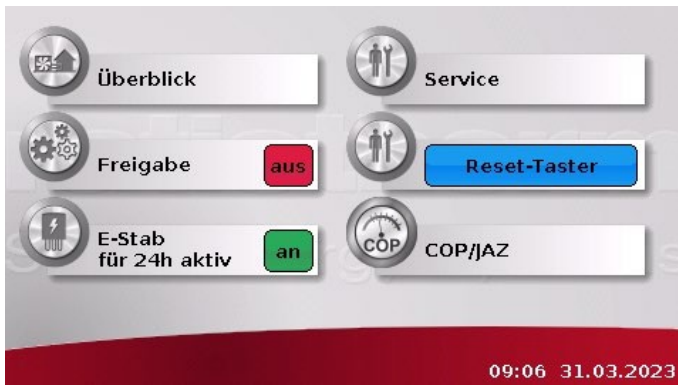 Überblick
Service
Freigabe
aus
Reset-Taster
E-Stab
für 24h aktiv
an
COP
COP/JAZ
09:06 31.03.2023